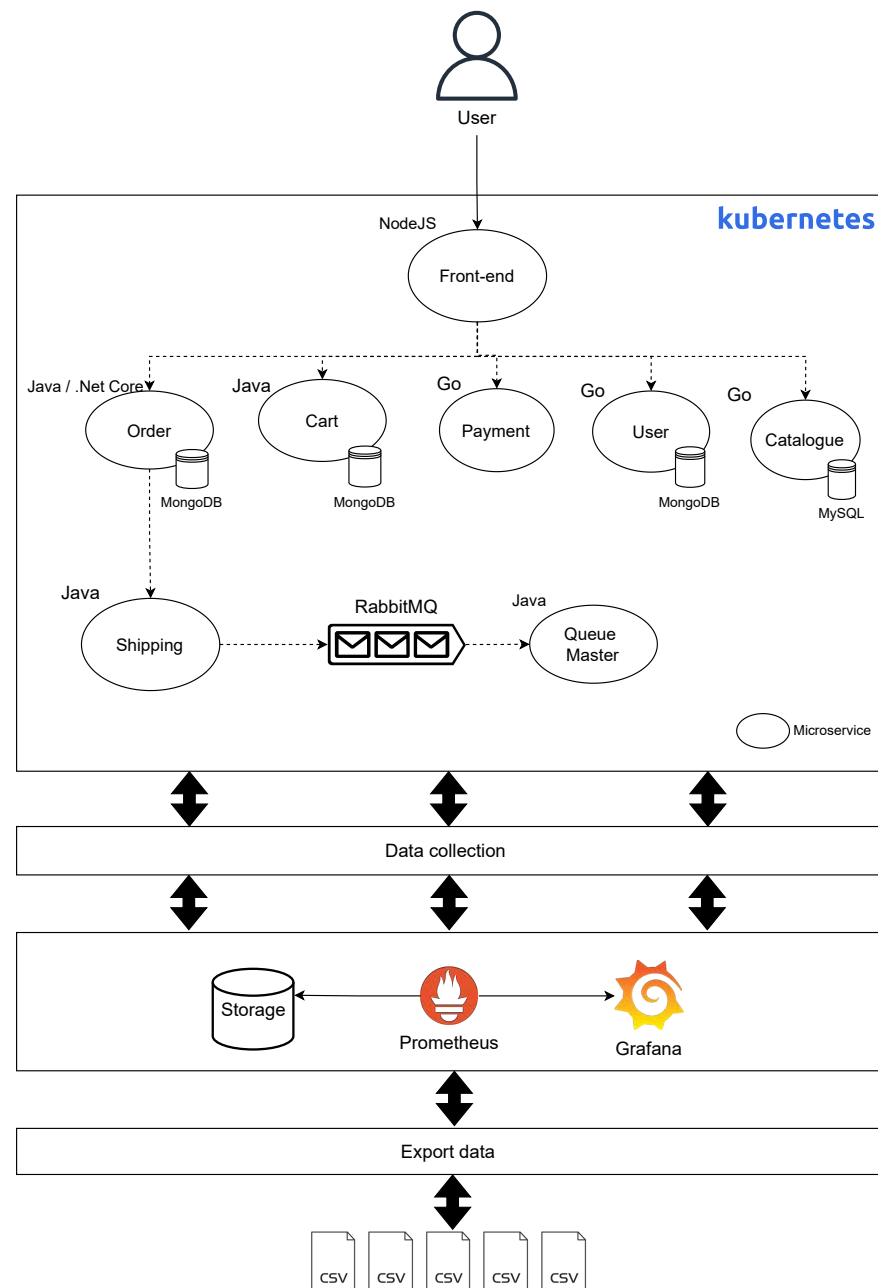 User
kubernetes
NodeJS
Front-end
Java / .Net Core
Java
Go
Go
Go
Order
Cart
Payment
User
Catalogue
MongoDB
MongoDB
MongoDB
MySQL
Java
RabbitMQ
Java
Shipping
Queue
Master
Microservice
Data collection
Storage
Prometheus
Grafana
Export data
CSV
CSV
CSV
CSV
CSV